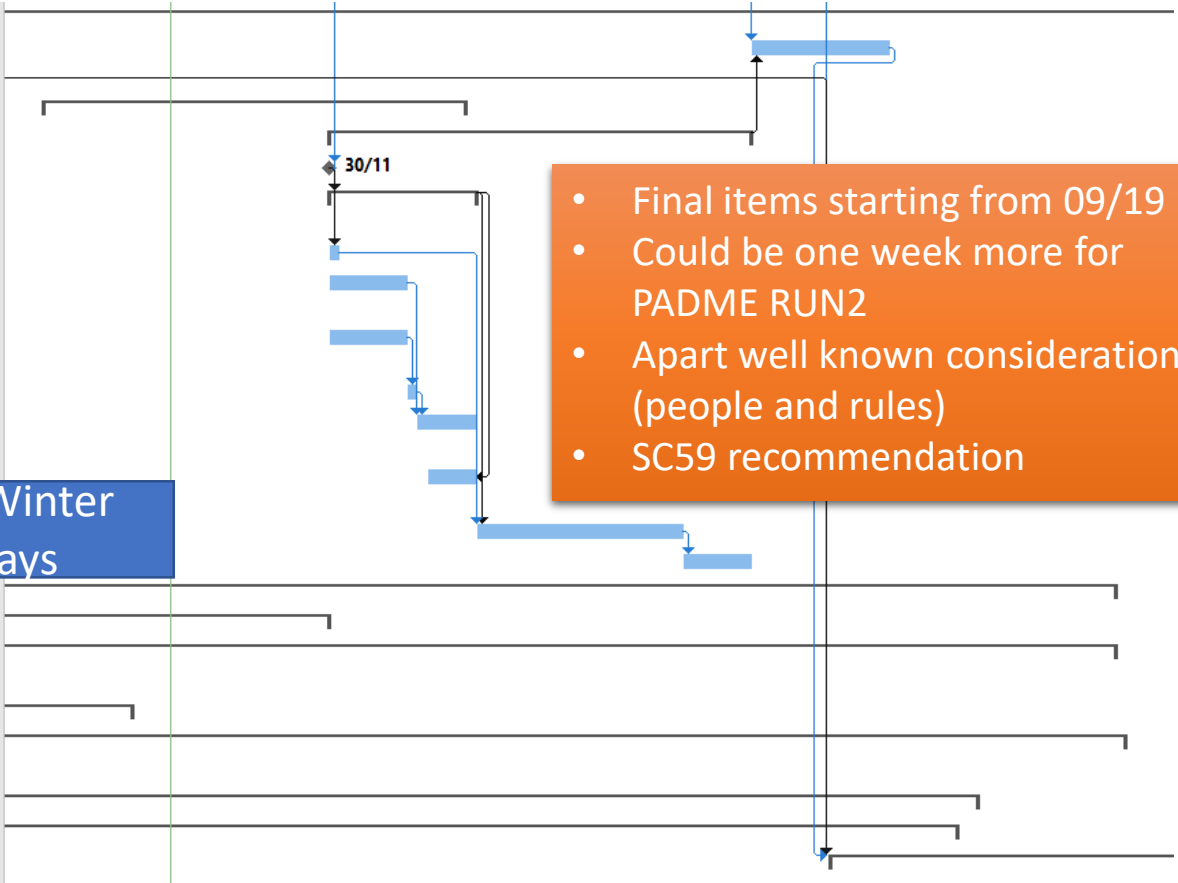 30/11
• Final items starting from 09/19
• Could be one week more for
PADME RUN2
• Apart well known consideration
(people and rules)
• SC59 recommendation
Winter
ays